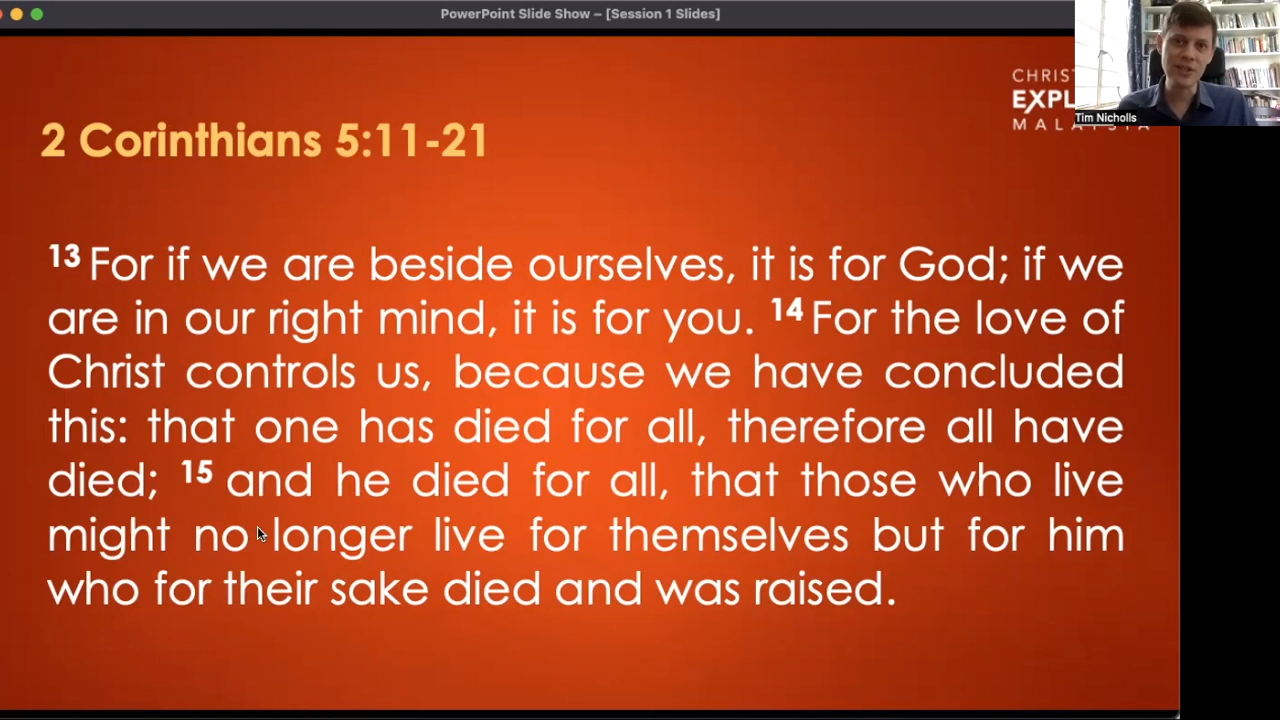 PowerPoint Slide Show – [Session 1 Slides]
CHRIST
EXPL
MALAYSIA
Tim Nicholls
2 Corinthians 5:11-21
13 For if we are beside ourselves, it is for God; if we
are in our right mind, it is for you. 14 For the love of
Christ controls us, because we have concluded
this: that one has died for all, therefore all have
died; 15 and he died for all, that those who live
might no longer live for themselves but for him
who for their sake died and was raised.